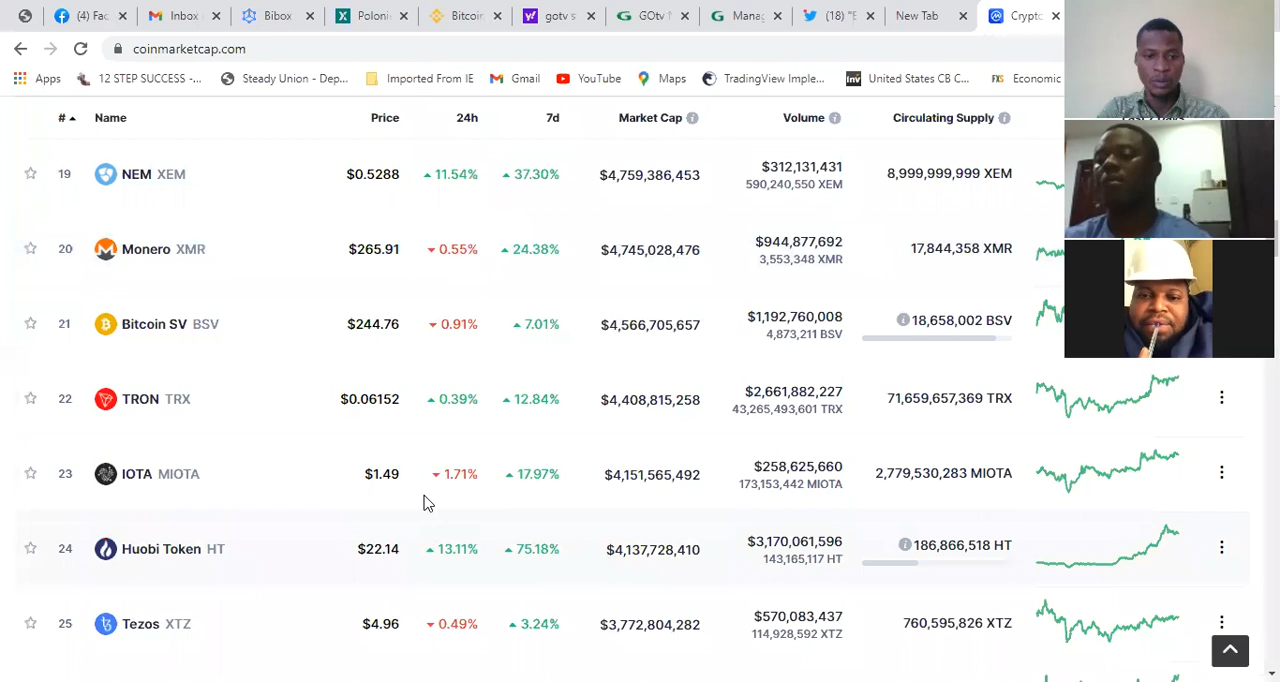 (4) Fac
Inbox
Bibox
Poloni
Bitcoin
gotv s
GOtv
Manag
(18) "E
New Tab
Crypto
coinmarketcap.com
Apps
12 STEP SUCCESS -...
Steady Union - Dep...
Imported From IE
Gmail
YouTube
Maps
TradingView Imple...
Inv
United States CB C...
FXS
Economic
# Name Price 24h 7d Market Cap Volume Circulating Supply
19 NEM XEM $0.5288 11.54% 37.30% $4,759,386,453 $312,131,431 8,999,999,999 XEM
590,240,550 XEM
20 Monero XMR $265.91 0.55% 24.38% $4,745,028,476 $944,877,692 17,844,358 XMR
3,553,348 XMR
21 Bitcoin SV BSV $244.76 0.91% 7.01% $4,566,705,657 $1,192,760,008 18,658,002 BSV
4,873,211 BSV
22 TRON TRX $0.06152 0.39% 12.84% $4,408,815,258 $2,661,882,227 71,659,657,369 TRX
43,265,493,601 TRX
23 IOTA MIOTA $1.49 1.71% 17.97% $4,151,565,492 $258,625,660 2,779,530,283 MIOTA
173,153,442 MIOTA
24 Huobi Token HT $22.14 13.11% 75.18% $4,137,728,410 $3,170,061,596 186,866,518 HT
143,165,117 HT
25 Tezos XTZ $4.96 0.49% 3.24% $3,772,804,282 $570,083,437 760,595,826 XTZ
114,928,592 XTZ